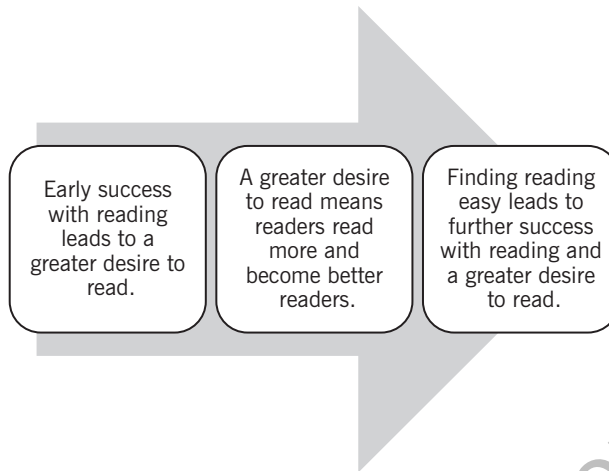 Early success
with reading
leads to a
greater desire to
read.
A greater desire
to read means
readers read
more and
become better
readers.
Finding reading
easy leads to
further success
with reading and
a greater desire
to read.